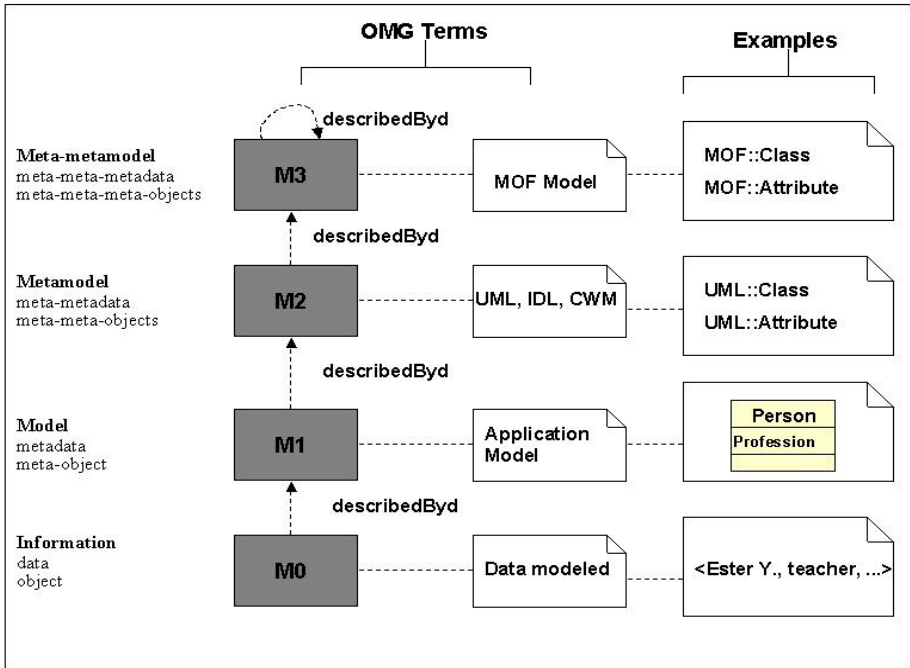 OMG Terms
Examples
describedByd
Meta-metamodel
meta-meta-metadata
meta-meta-meta-objects
M3
MOF Model
MOF::Class
MOF::Attribute
describedByd
Metamodel
meta-metadata
meta-meta-objects
M2
UML, IDL, CWM
UML::Class
UML::Attribute
describedByd
Model
metadata
meta-object
M1
Application
Model
Person
Profession
describedByd
Information
data
object
M0
Data modeled
<Ester Y., teacher, ...>